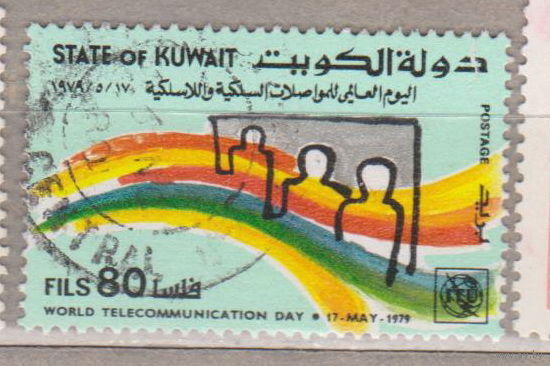 STATE OF KUWAIT دولة الكويت
١٩٧٩/٥/١٧ اليوم العالمي للمواصلات السلكية واللاسلكية
POSTAGE بريد
FILS 80 فلسا
ITU
WORLD TELECOMMUNICATION DAY • 17-MAY-1979